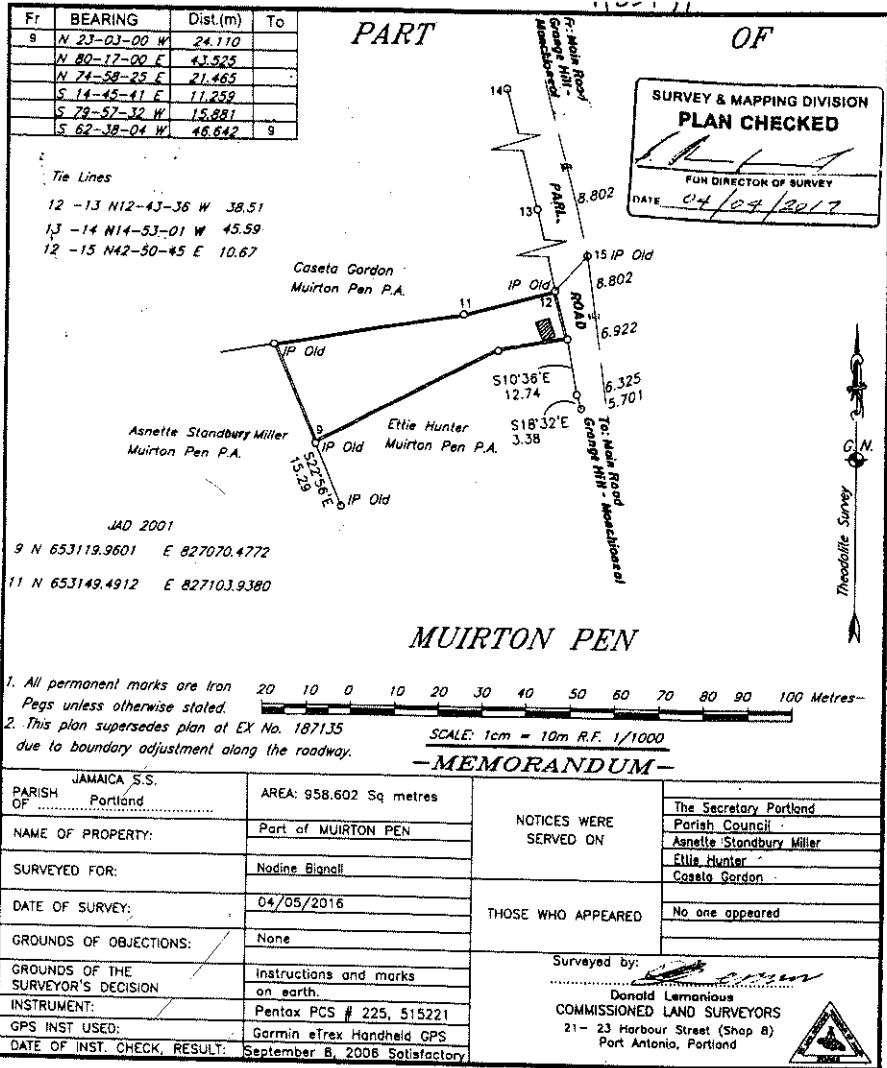 PART OF
Fr BEARING Dist.(m) To
9 N 23-03-00 W 24.110
N 80-17-00 E 43.525
N 74-58-25 E 21.465
S 14-45-41 E 11.259
S 79-57-32 W 15.881
S 62-38-04 W 46.642 9
Fr: Main Road
Grange Hill -
Manchioneal
SURVEY & MAPPING DIVISION
PLAN CHECKED
FOR DIRECTOR OF SURVEY
DATE 04/04/2017
Tie Lines
12 -13 N12-43-36 W 38.51
13 -14 N14-53-01 W 45.59
12 -15 N42-50-45 E 10.67
14
13
PAR.
8.802
15 IP Old
8.802
Caseta Gordon
Muirton Pen P.A.
IP Old
11
12
ROAD
6.922
IP Old
S10°36'E
12.74
6.325
5.701
S18°32'E
3.38
Asnette Standbury Miller
Muirton Pen P.A.
9
IP Old
Ettie Hunter
Muirton Pen P.A.
S22°56'E
15.29
IP Old
To: Main Road
Grange Hill - Manchioneal
G.N.
Theodolite Survey
JAD 2001
9 N 653119.9601 E 827070.4772
11 N 653149.4912 E 827103.9380
MUIRTON PEN
1. All permanent marks are Iron
Pegs unless otherwise stated.
2. This plan supersedes plan at EX No. 187135
due to boundary adjustment along the roadway.
20 10 0 10 20 30 40 50 60 70 80 90 100 Metres-
SCALE: 1cm = 10m R.F. 1/1000
-MEMORANDUM-
JAMAICA S.S.
PARISH OF Portland
AREA: 958.602 Sq metres
NAME OF PROPERTY: Part of MUIRTON PEN
SURVEYED FOR: Nadine Bignall
DATE OF SURVEY: 04/05/2016
GROUNDS OF OBJECTIONS: None
GROUNDS OF THE
SURVEYOR'S DECISION
Instructions and marks
on earth.
INSTRUMENT: Pentax PCS # 225, 515221
GPS INST USED: Garmin eTrex Handheld GPS
DATE OF INST. CHECK, RESULT: September 8, 2006 Satisfactory
NOTICES WERE
SERVED ON
The Secretary Portland
Parish Council
Asnette Standbury Miller
Ettie Hunter
Caseta Gordon
THOSE WHO APPEARED
No one appeared
Surveyed by:
Donald Lemonious
COMMISSIONED LAND SURVEYORS
21- 23 Harbour Street (Shop 8)
Port Antonio, Portland